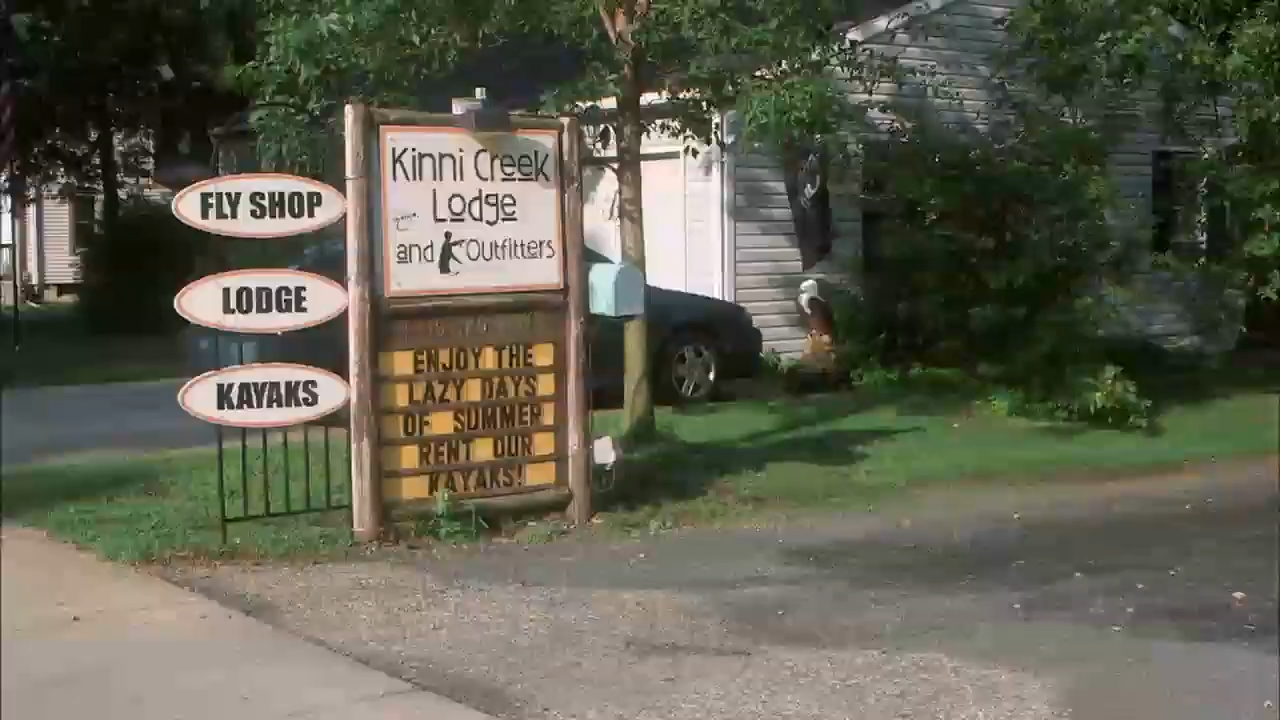 Kinni Creek
Lodge
and Outfitters
FLY SHOP
LODGE
KAYAKS
ENJOY THE
LAZY DAYS
OF SUMMER
RENT OUR
KAYAKS!